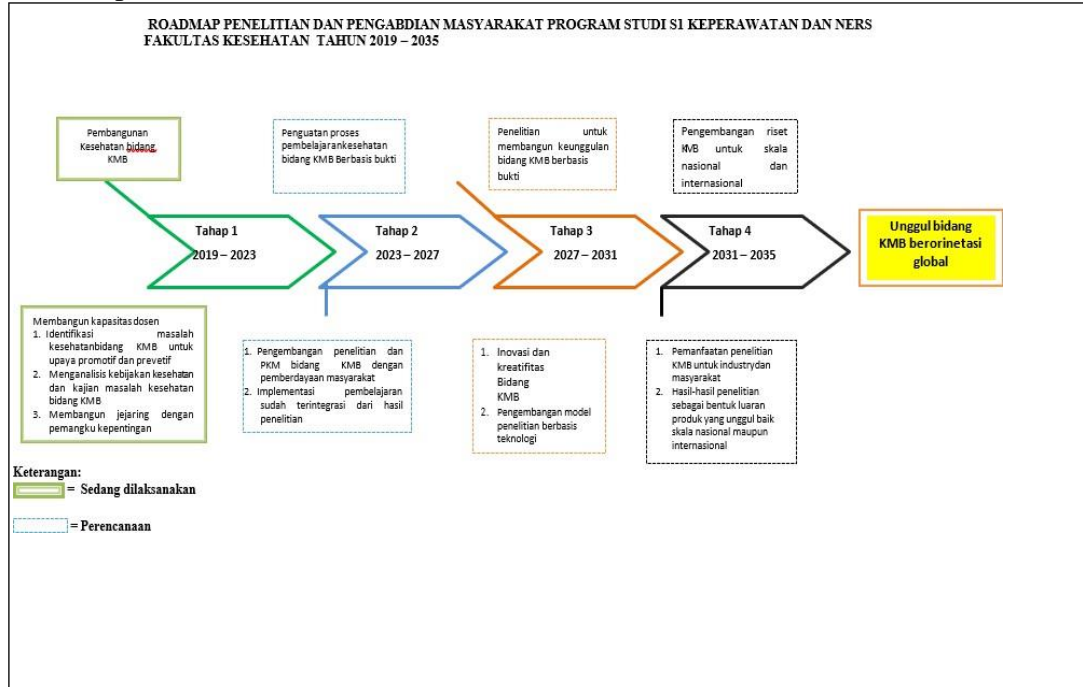 ROADMAP PENELITIAN DAN PENGABDIAN MASYARAKAT PROGRAM STUDI S1 KEPERAWATAN DAN NERS
FAKULTAS KESEHATAN TAHUN 2019 – 2035
Pembangunan
Kesehatan bidang
KMB
Penguatan proses
pembelajarankesehatan
bidang KMB Berbasis bukti
Penelitian untuk
membangun keunggulan
bidang KMB berbasis
bukti
Pengembangan riset
KMB untuk skala
nasional dan
internasional
Tahap 1
2019 – 2023
Tahap 2
2023 – 2027
Tahap 3
2027 – 2031
Tahap 4
2031 – 2035
Unggul bidang
KMB berorinetasi
global
Membangun kapasitas dosen
1. Identifikasi masalah
kesehatanbidang KMB untuk
upaya promotif dan prevetif
2. Menganalisis kebijakan kesehatan
dan kajian masalah kesehatan
bidang KMB
3. Membangun jejaring dengan
pemangku kepentingan
1. Pengembangan penelitian dan
PKM bidang KMB dengan
pemberdayaan masyarakat
2. Implementasi pembelajaran
sudah terintegrasi dari hasil
penelitian
1. Inovasi dan
kreatifitas
Bidang
KMB
2. Pengembangan model
penelitian berbasis
teknologi
1. Pemanfaatan penelitian
KMB untuk industrydan
masyarakat
2. Hasil-hasil penelitian
sebagai bentuk luaran
produk yang unggul baik
skala nasional maupun
internasional
Keterangan:
= Sedang dilaksanakan
= Perencanaan